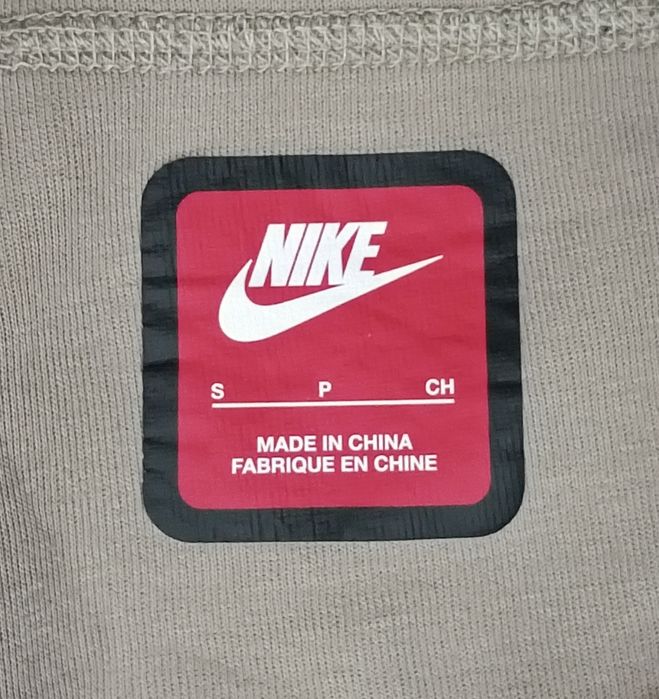 NIKE
S P CH
MADE IN CHINA
FABRIQUE EN CHINE